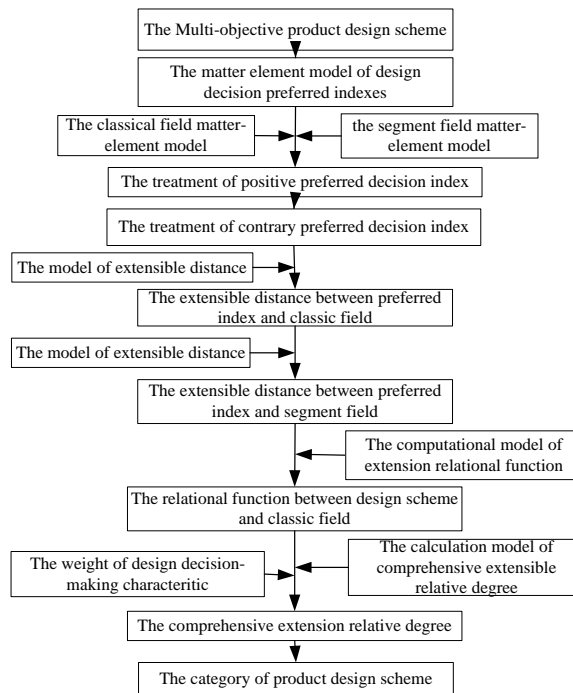 The Multi-objective product design scheme
The matter element model of design
decision preferred indexes
The classical field matter-
element model
the segment field matter-
element model
The treatment of positive preferred decision index
The treatment of contrary preferred decision index
The model of extensible distance
The extensible distance between preferred
index and classic field
The model of extensible distance
The extensible distance between preferred
index and segment field
The computational model of
extension relational function
The relational function between design scheme
and classic field
The weight of design decision-
making characteritic
The calculation model of
comprehensive extensible
relative degree
The comprehensive extension relative degree
The category of product design scheme